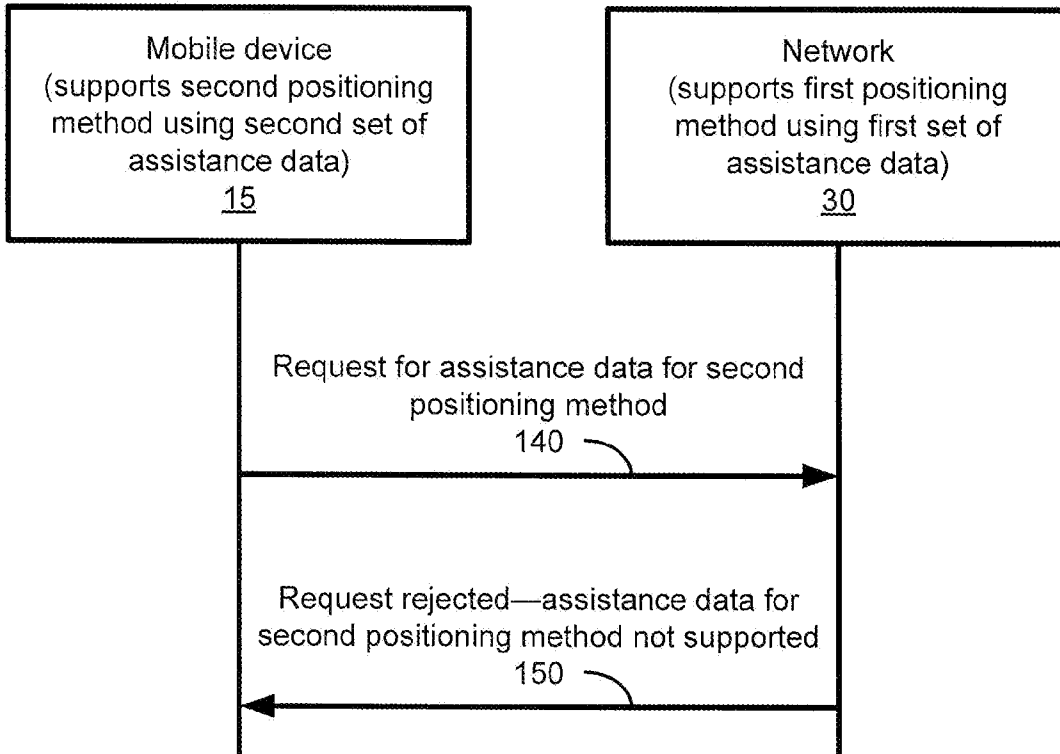 Mobile device
(supports second positioning
method using second set of
assistance data)
15
Network
(supports first positioning
method using first set of
assistance data)
30
Request for assistance data for second
positioning method
140
Request rejected—assistance data for
second positioning method not supported
150